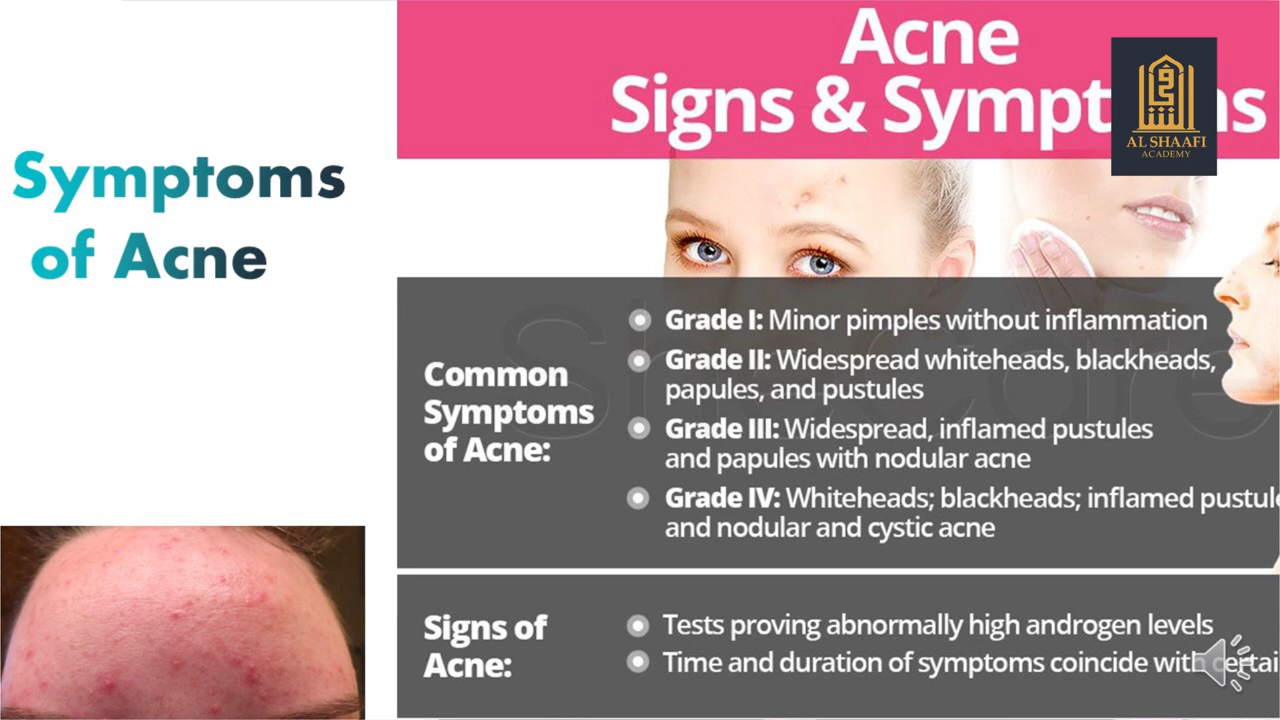 Symptoms
of Acne
Acne
Signs & Sympt s
AL SHAAFI
ACADEMY
Common
Symptoms
of Acne:
Grade I: Minor pimples without inflammation
Grade II: Widespread whiteheads, blackheads,
papules, and pustules
Grade III: Widespread, inflamed pustules
and papules with nodular acne
Grade IV: Whiteheads; blackheads; inflamed pustule
and nodular and cystic acne
Signs of
Acne:
Tests proving abnormally high androgen levels
Time and duration of symptoms coincide with certai